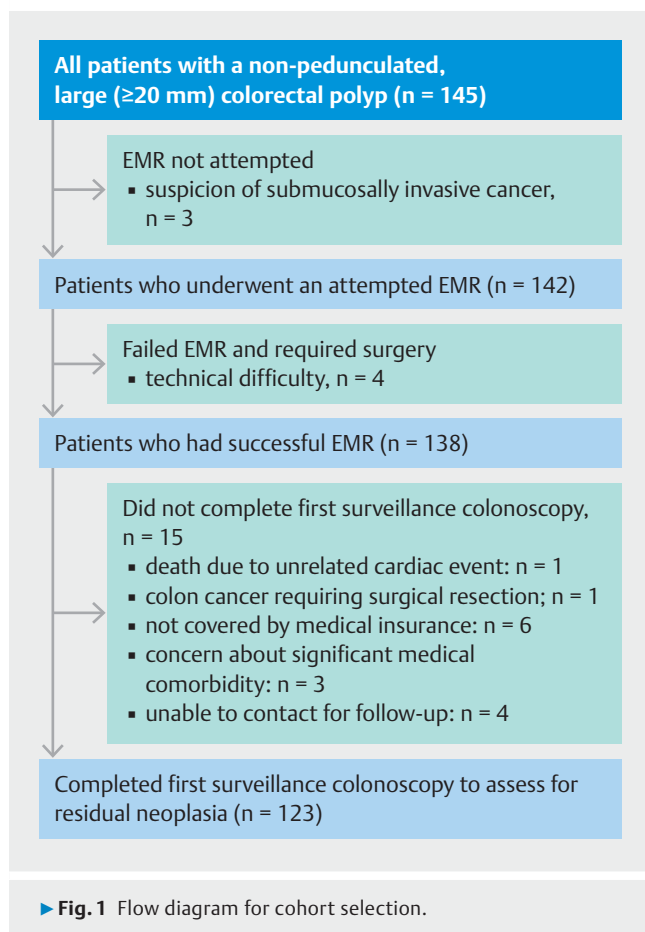 All patients with a non-pedunculated,
large (≥20 mm) colorectal polyp (n = 145)
EMR not attempted
▪ suspicion of submucosally invasive cancer,
n = 3
Patients who underwent an attempted EMR (n = 142)
Failed EMR and required surgery
▪ technical difficulty, n = 4
Patients who had successful EMR (n = 138)
Did not complete first surveillance colonoscopy,
n = 15
▪ death due to unrelated cardiac event: n = 1
▪ colon cancer requiring surgical resection; n = 1
▪ not covered by medical insurance: n = 6
▪ concern about significant medical
comorbidity: n = 3
▪ unable to contact for follow-up: n = 4
Completed first surveillance colonoscopy to assess for
residual neoplasia (n = 123)
▶ Fig. 1 Flow diagram for cohort selection.